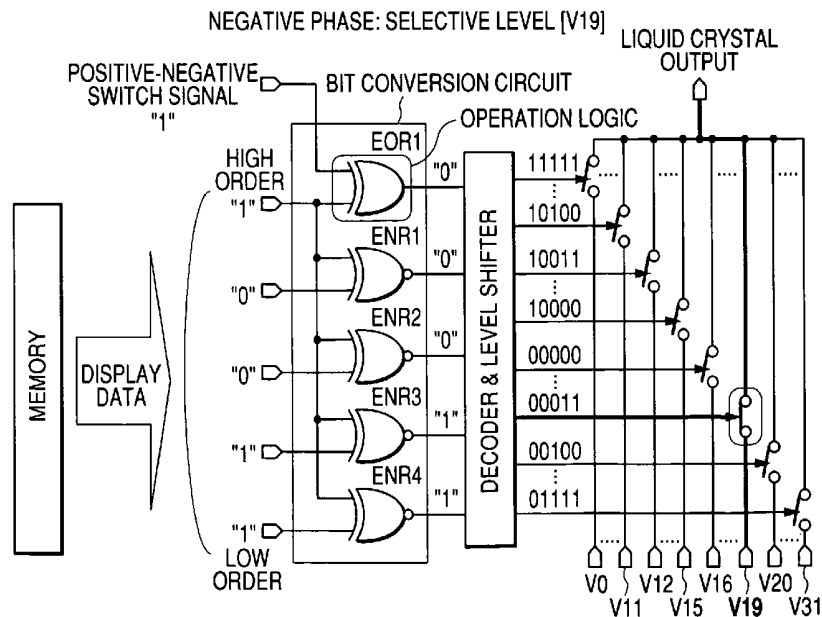 NEGATIVE PHASE: SELECTIVE LEVEL [V19]
LIQUID CRYSTAL
OUTPUT
POSITIVE-NEGATIVE
SWITCH SIGNAL
"1"
BIT CONVERSION CIRCUIT
OPERATION LOGIC
EOR1
HIGH
ORDER
"1"
"0"
ENR1
"0"
"0"
ENR2
"0"
"0"
ENR3
"1"
"1"
ENR4
"1"
"1"
LOW
ORDER
MEMORY
DISPLAY
DATA
DECODER & LEVEL SHIFTER
11111
10100
10011
10000
00000
00011
00100
01111
V0
V11
V12
V15
V16
V19
V20
V31